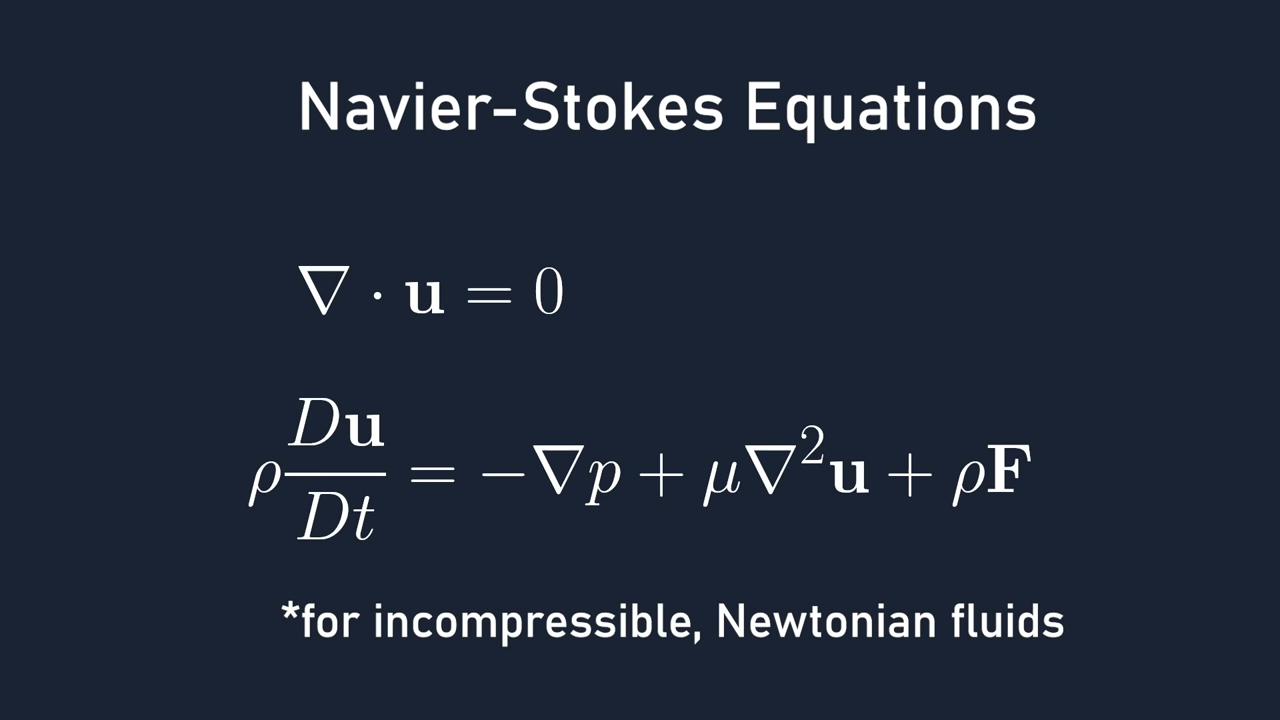 Navier-Stokes Equations
∇ · 𝐮 = 0
ρ D𝐮/Dt = −∇p + μ∇²𝐮 + ρ𝐅
*for incompressible, Newtonian fluids